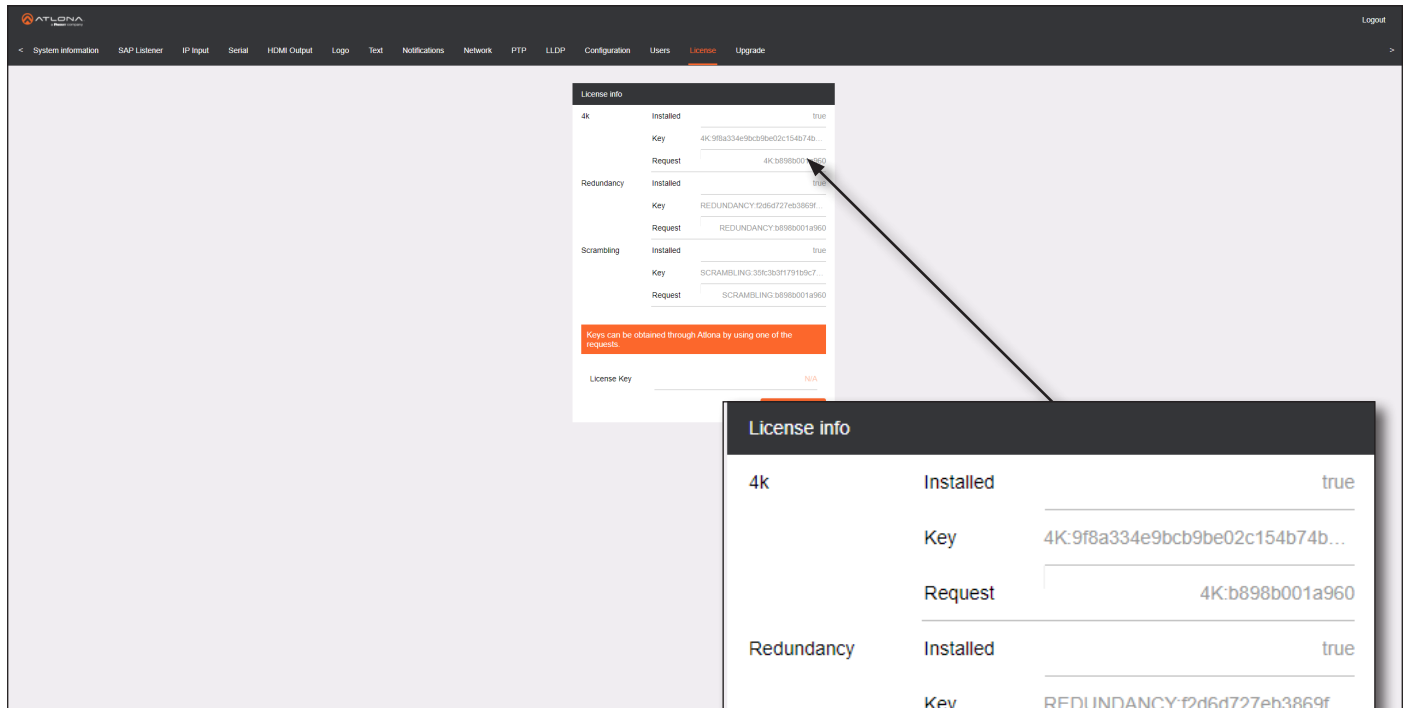 ATLONA
Logout
< System information SAP Listener IP Input Serial HDMI Output Logo Text Notifications Network PTP LLDP Configuration Users License Upgrade >
License info
4k Installed true
Key 4K:9f8a334e9bcb9be02c154b74b...
Request 4K:b898b001a960
Redundancy Installed true
Key REDUNDANCY:f2d6d727eb3869f...
Request REDUNDANCY:b898b001a960
Scrambling Installed true
Key SCRAMBLING:35fc3b3f1791b9c7...
Request SCRAMBLING:b898b001a960
Keys can be obtained through Atlona by using one of the
requests.
License Key N/A
License info
4k Installed true
Key 4K:9f8a334e9bcb9be02c154b74b...
Request 4K:b898b001a960
Redundancy Installed true
Key REDUNDANCY:f2d6d727eb3869f